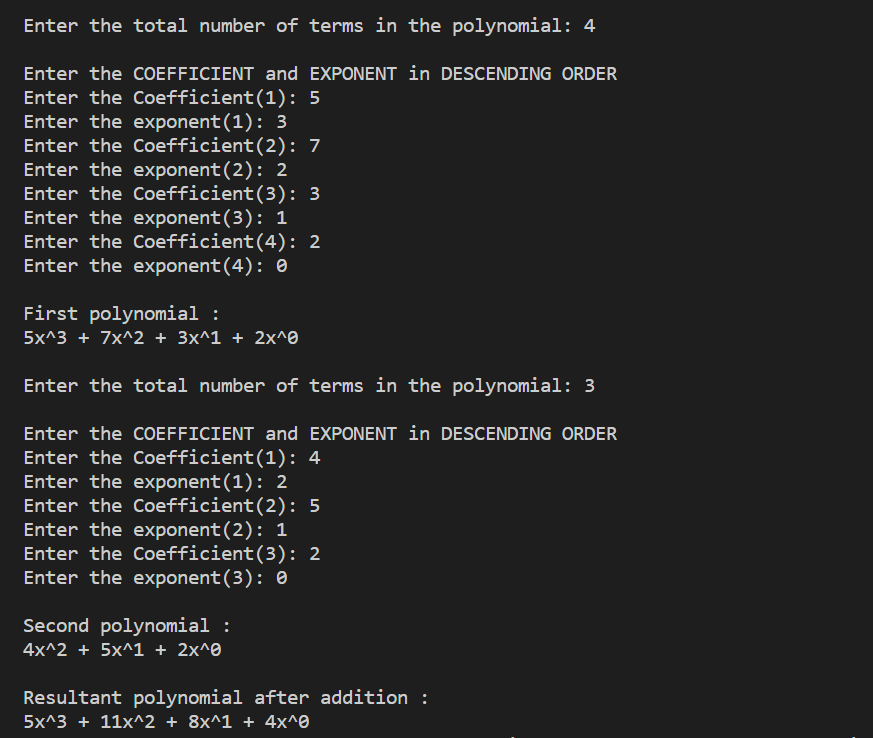 Enter the total number of terms in the polynomial: 4
Enter the COEFFICIENT and EXPONENT in DESCENDING ORDER
Enter the Coefficient(1): 5
Enter the exponent(1): 3
Enter the Coefficient(2): 7
Enter the exponent(2): 2
Enter the Coefficient(3): 3
Enter the exponent(3): 1
Enter the Coefficient(4): 2
Enter the exponent(4): 0
First polynomial :
5x^3 + 7x^2 + 3x^1 + 2x^0
Enter the total number of terms in the polynomial: 3
Enter the COEFFICIENT and EXPONENT in DESCENDING ORDER
Enter the Coefficient(1): 4
Enter the exponent(1): 2
Enter the Coefficient(2): 5
Enter the exponent(2): 1
Enter the Coefficient(3): 2
Enter the exponent(3): 0
Second polynomial :
4x^2 + 5x^1 + 2x^0
Resultant polynomial after addition :
5x^3 + 11x^2 + 8x^1 + 4x^0